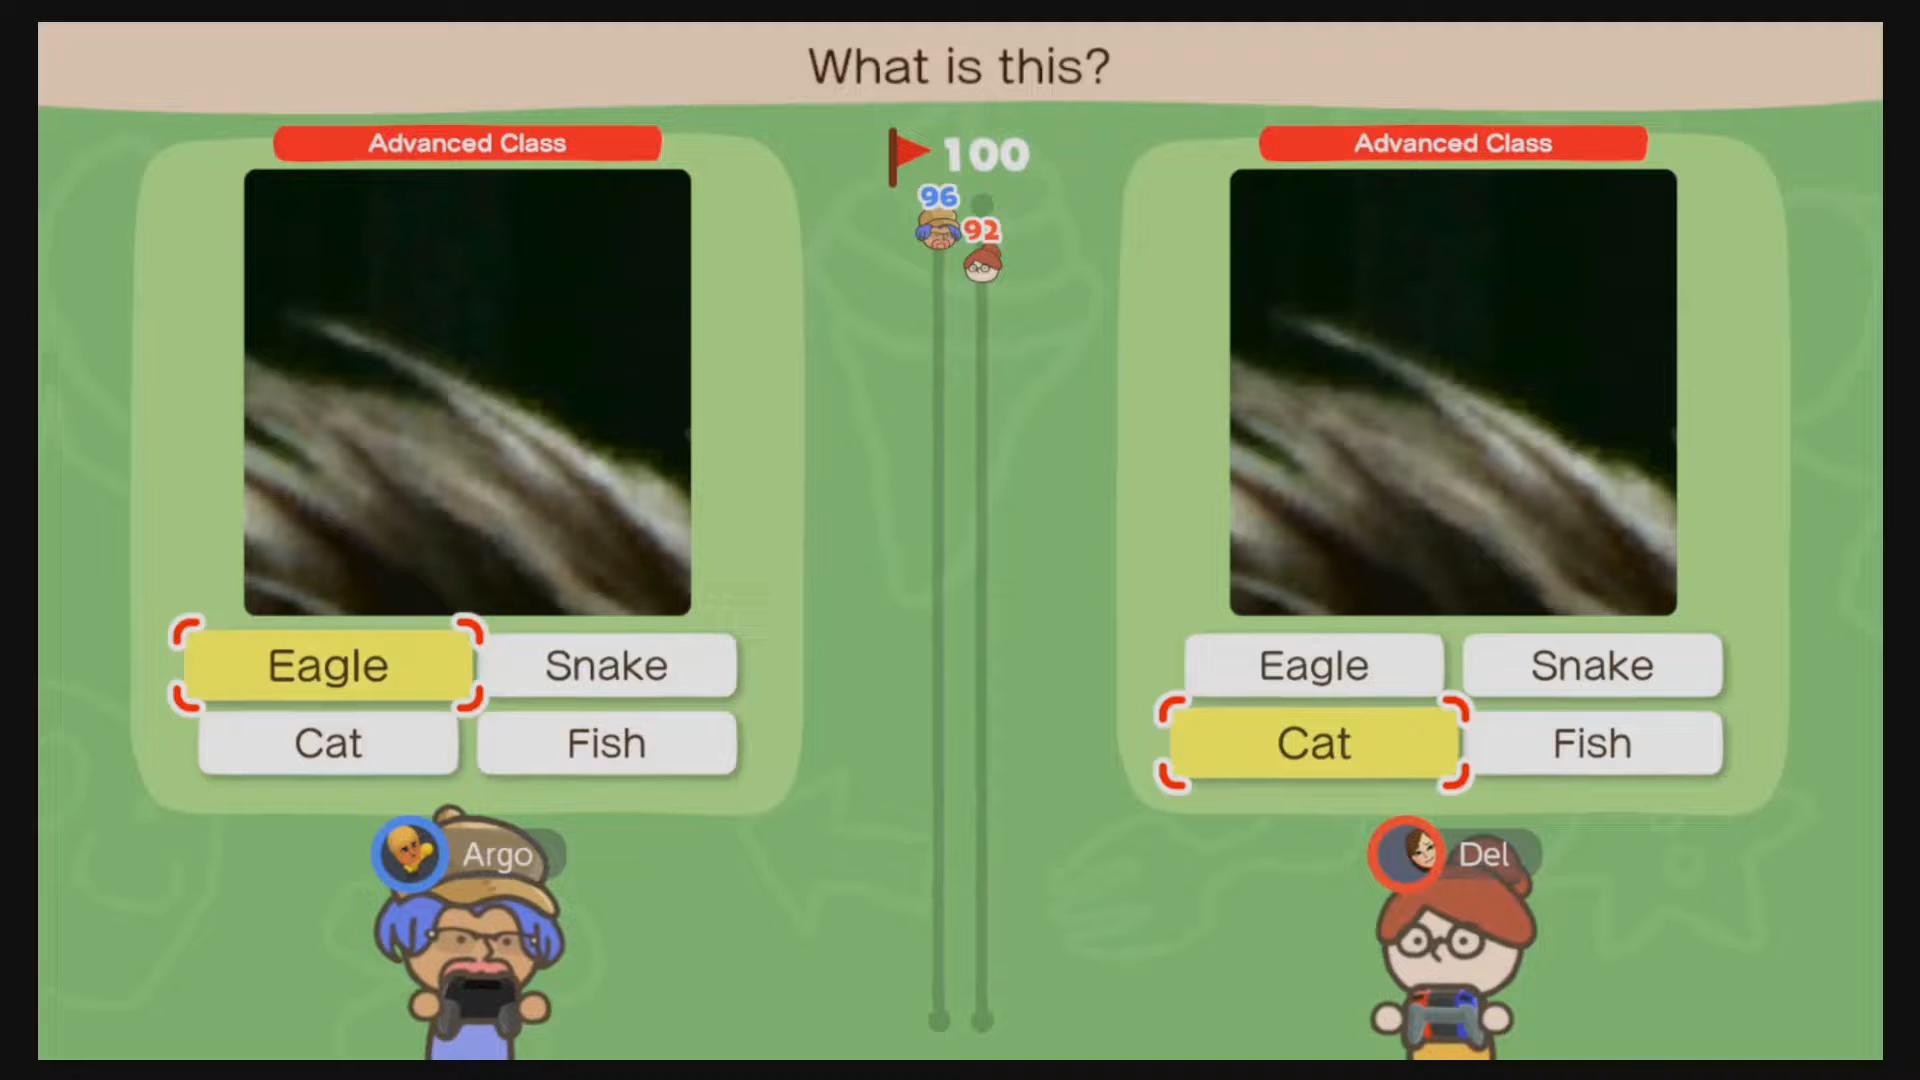 What is this?
Advanced Class
100
Advanced Class
96
92
Eagle
Snake
Cat
Fish
Eagle
Snake
Cat
Fish
Argo
Del